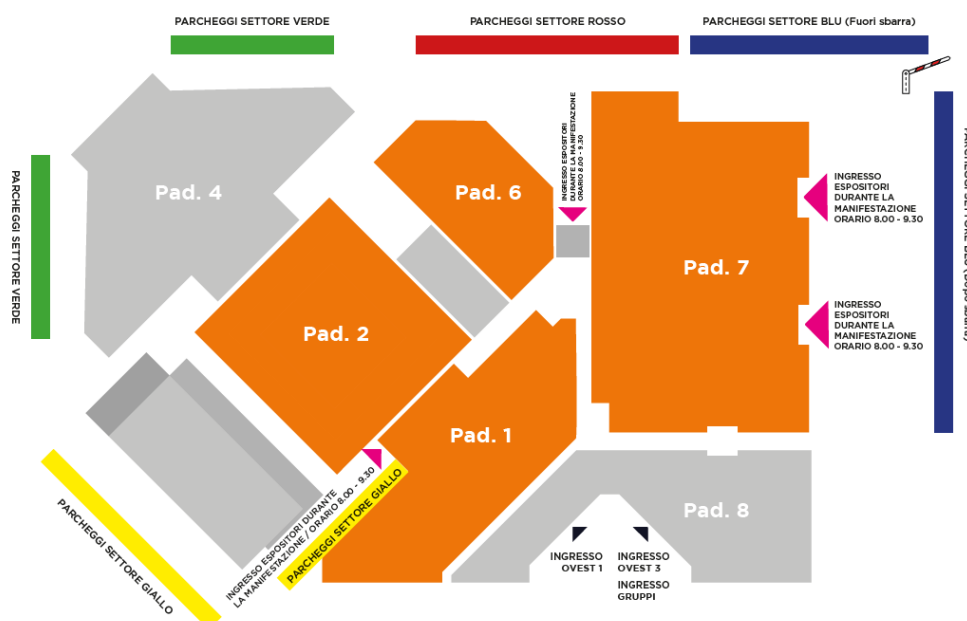 PARCHEGGI SETTORE VERDE
PARCHEGGI SETTORE ROSSO
PARCHEGGI SETTORE BLU (Fuori sbarra)
INGRESSO ESPOSITORI
DURANTE LA MANIFESTAZIONE
ORARIO 8.00 - 9.30
Pad. 4
Pad. 6
INGRESSO
ESPOSITORI
DURANTE LA
MANIFESTAZIONE
ORARIO 8.00 - 9.30
PARCHEGGI SETTORE VERDE
Pad. 7
Pad. 2
INGRESSO
ESPOSITORI
DURANTE LA
MANIFESTAZIONE
ORARIO 8.00 - 9.30
Pad. 1
INGRESSO ESPOSITORI DURANTE
LA MANIFESTAZIONE / ORARIO 8.00 - 9.30
PARCHEGGI SETTORE GIALLO
PARCHEGGI SETTORE GIALLO
Pad. 8
INGRESSO
OVEST 1
INGRESSO
OVEST 3
INGRESSO
GRUPPI